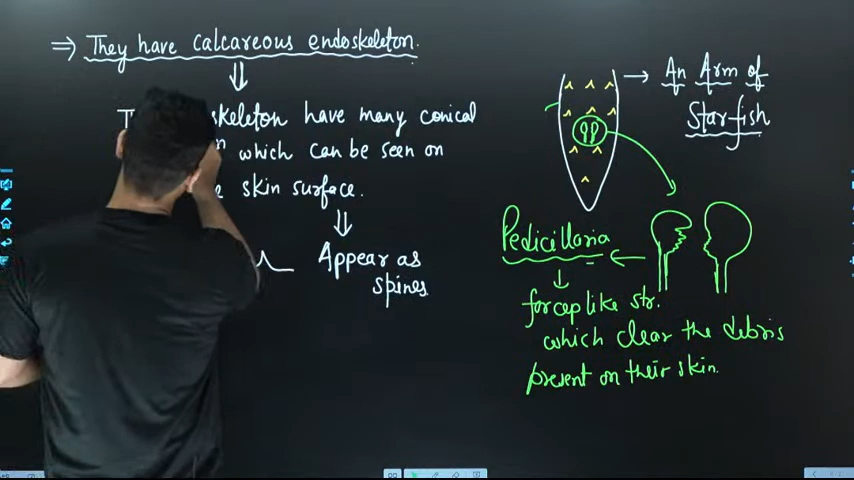 ⇒ They have calcareous endoskeleton.
skeleton have many conical
which can be seen on
skin surface.
Appear as
spines
→ An Arm of
Starfish
Pedicillaria
forcep like str.
which clear the debris
present on their skin.